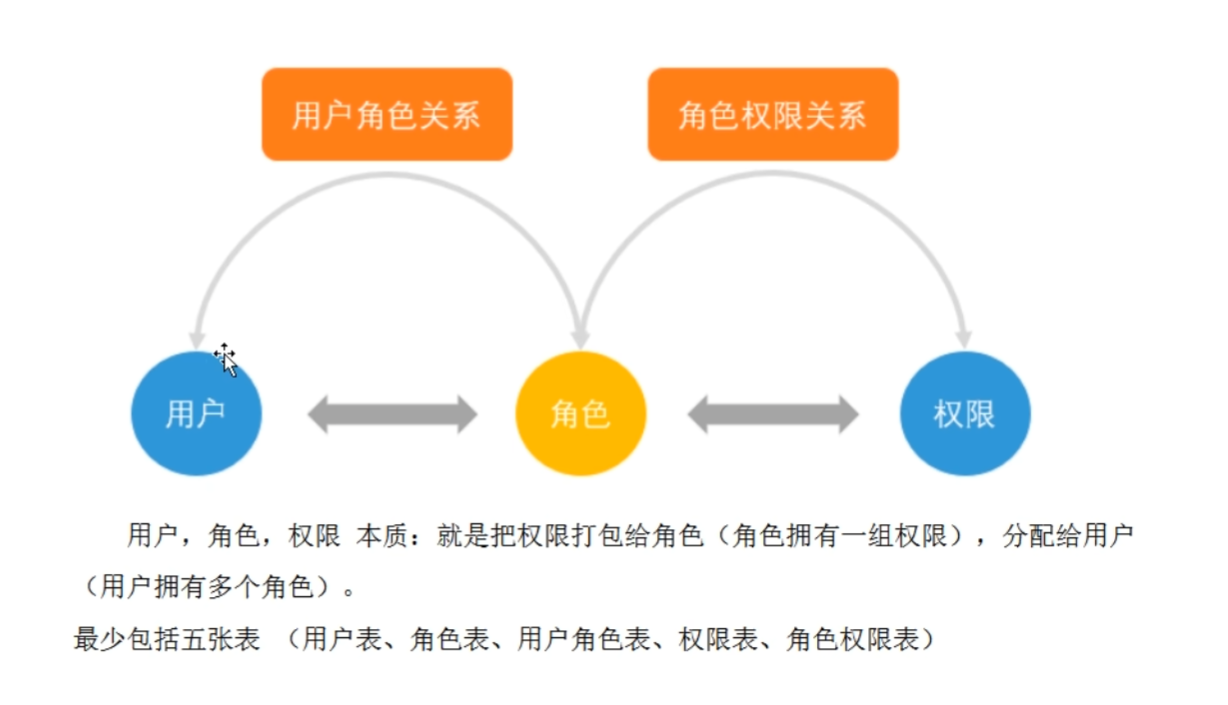 用户角色关系
角色权限关系
用户
角色
权限
用户，角色，权限 本质：就是把权限打包给角色（角色拥有一组权限），分配给用户
（用户拥有多个角色）。
最少包括五张表 （用户表、角色表、用户角色表、权限表、角色权限表）